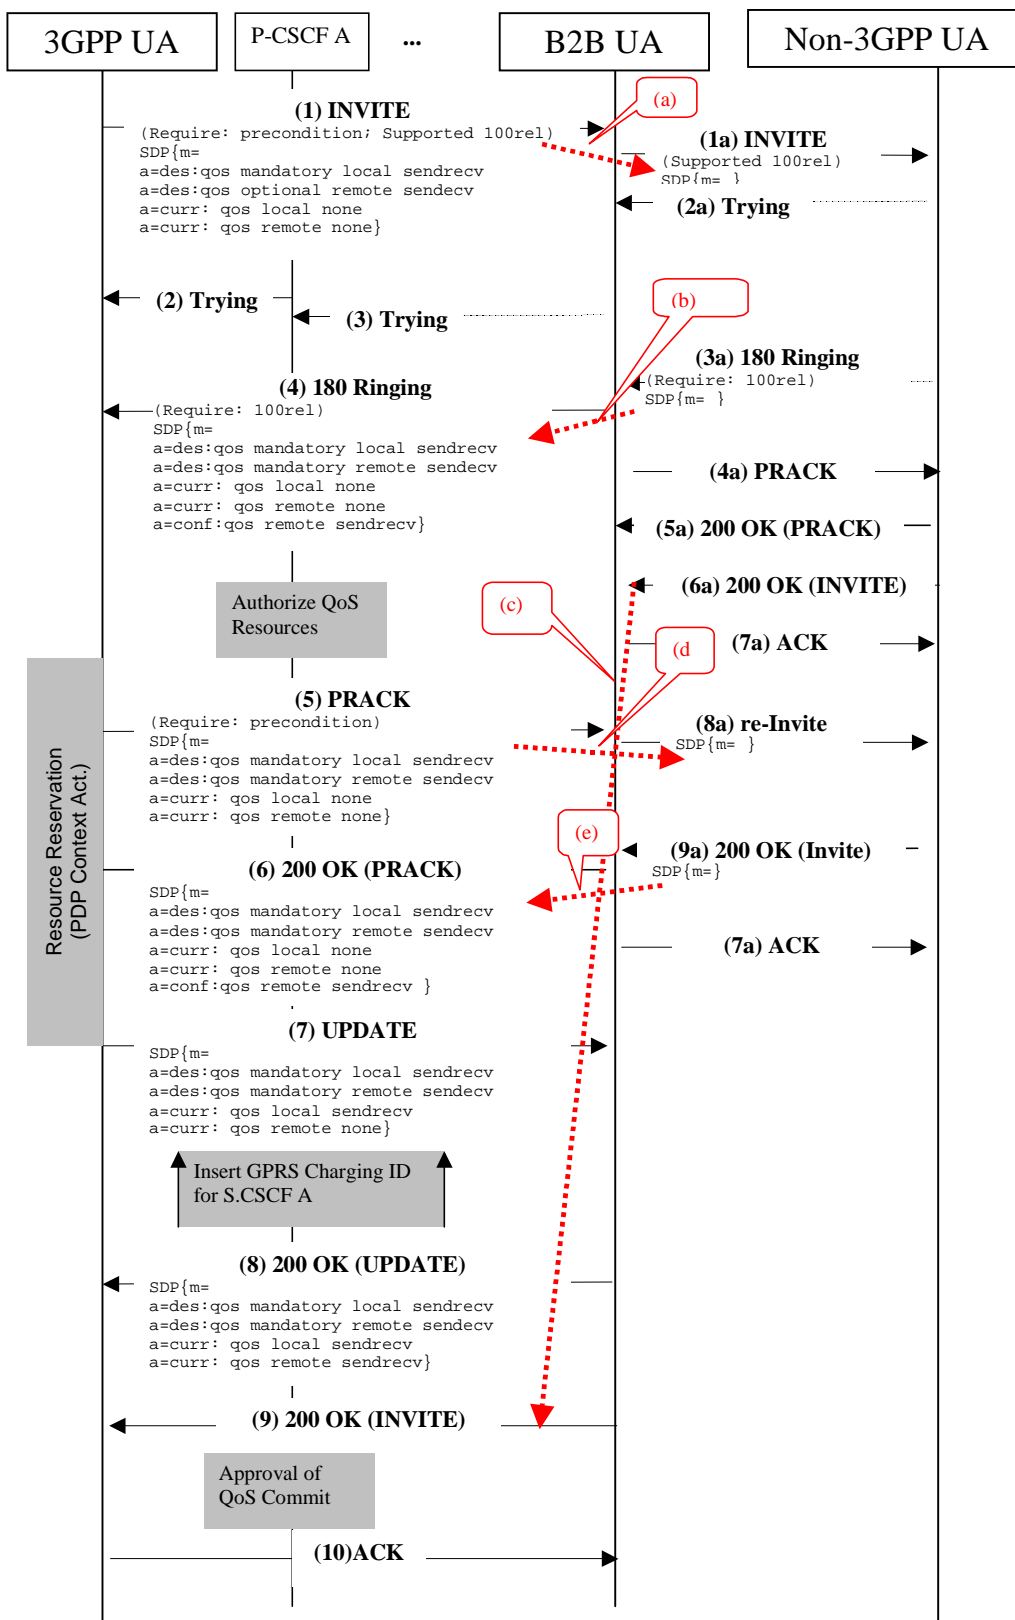 3GPP UA
P-CSCF A
...
B2B UA
Non-3GPP UA
(a)
(1) INVITE
(Require: precondition; Supported 100rel)
SDP{m=
a=des:qos mandatory local sendrecv
a=des:qos optional remote sendecv
a=curr: qos local none
a=curr: qos remote none}
(1a) INVITE
(Supported 100rel)
SDP{m= }
(2a) Trying
(2) Trying
(3) Trying
(b)
(3a) 180 Ringing
(Require: 100rel)
SDP{m= }
(4) 180 Ringing
(Require: 100rel)
SDP{m=
a=des:qos mandatory local sendrecv
a=des:qos mandatory remote sendecv
a=curr: qos local none
a=curr: qos remote none
a=conf:qos remote sendrecv}
(4a) PRACK
(5a) 200 OK (PRACK)
(6a) 200 OK (INVITE)
Authorize QoS
Resources
(c)
(7a) ACK
(d
Resource Reservation
(PDP Context Act.)
(5) PRACK
(Require: precondition)
SDP{m=
a=des:qos mandatory local sendrecv
a=des:qos mandatory remote sendecv
a=curr: qos local none
a=curr: qos remote none}
(8a) re-Invite
SDP{m= }
(e)
(9a) 200 OK (Invite)
SDP{m=}
(6) 200 OK (PRACK)
SDP{m=
a=des:qos mandatory local sendrecv
a=des:qos mandatory remote sendecv
a=curr: qos local none
a=curr: qos remote none
a=conf:qos remote sendrecv }
(7a) ACK
(7) UPDATE
SDP{m=
a=des:qos mandatory local sendrecv
a=des:qos mandatory remote sendecv
a=curr: qos local sendrecv
a=curr: qos remote none}
Insert GPRS Charging ID
for S.CSCF A
(8) 200 OK (UPDATE)
SDP{m=
a=des:qos mandatory local sendrecv
a=des:qos mandatory remote sendecv
a=curr: qos local sendrecv
a=curr: qos remote sendrecv}
(9) 200 OK (INVITE)
Approval of
QoS Commit
(10)ACK